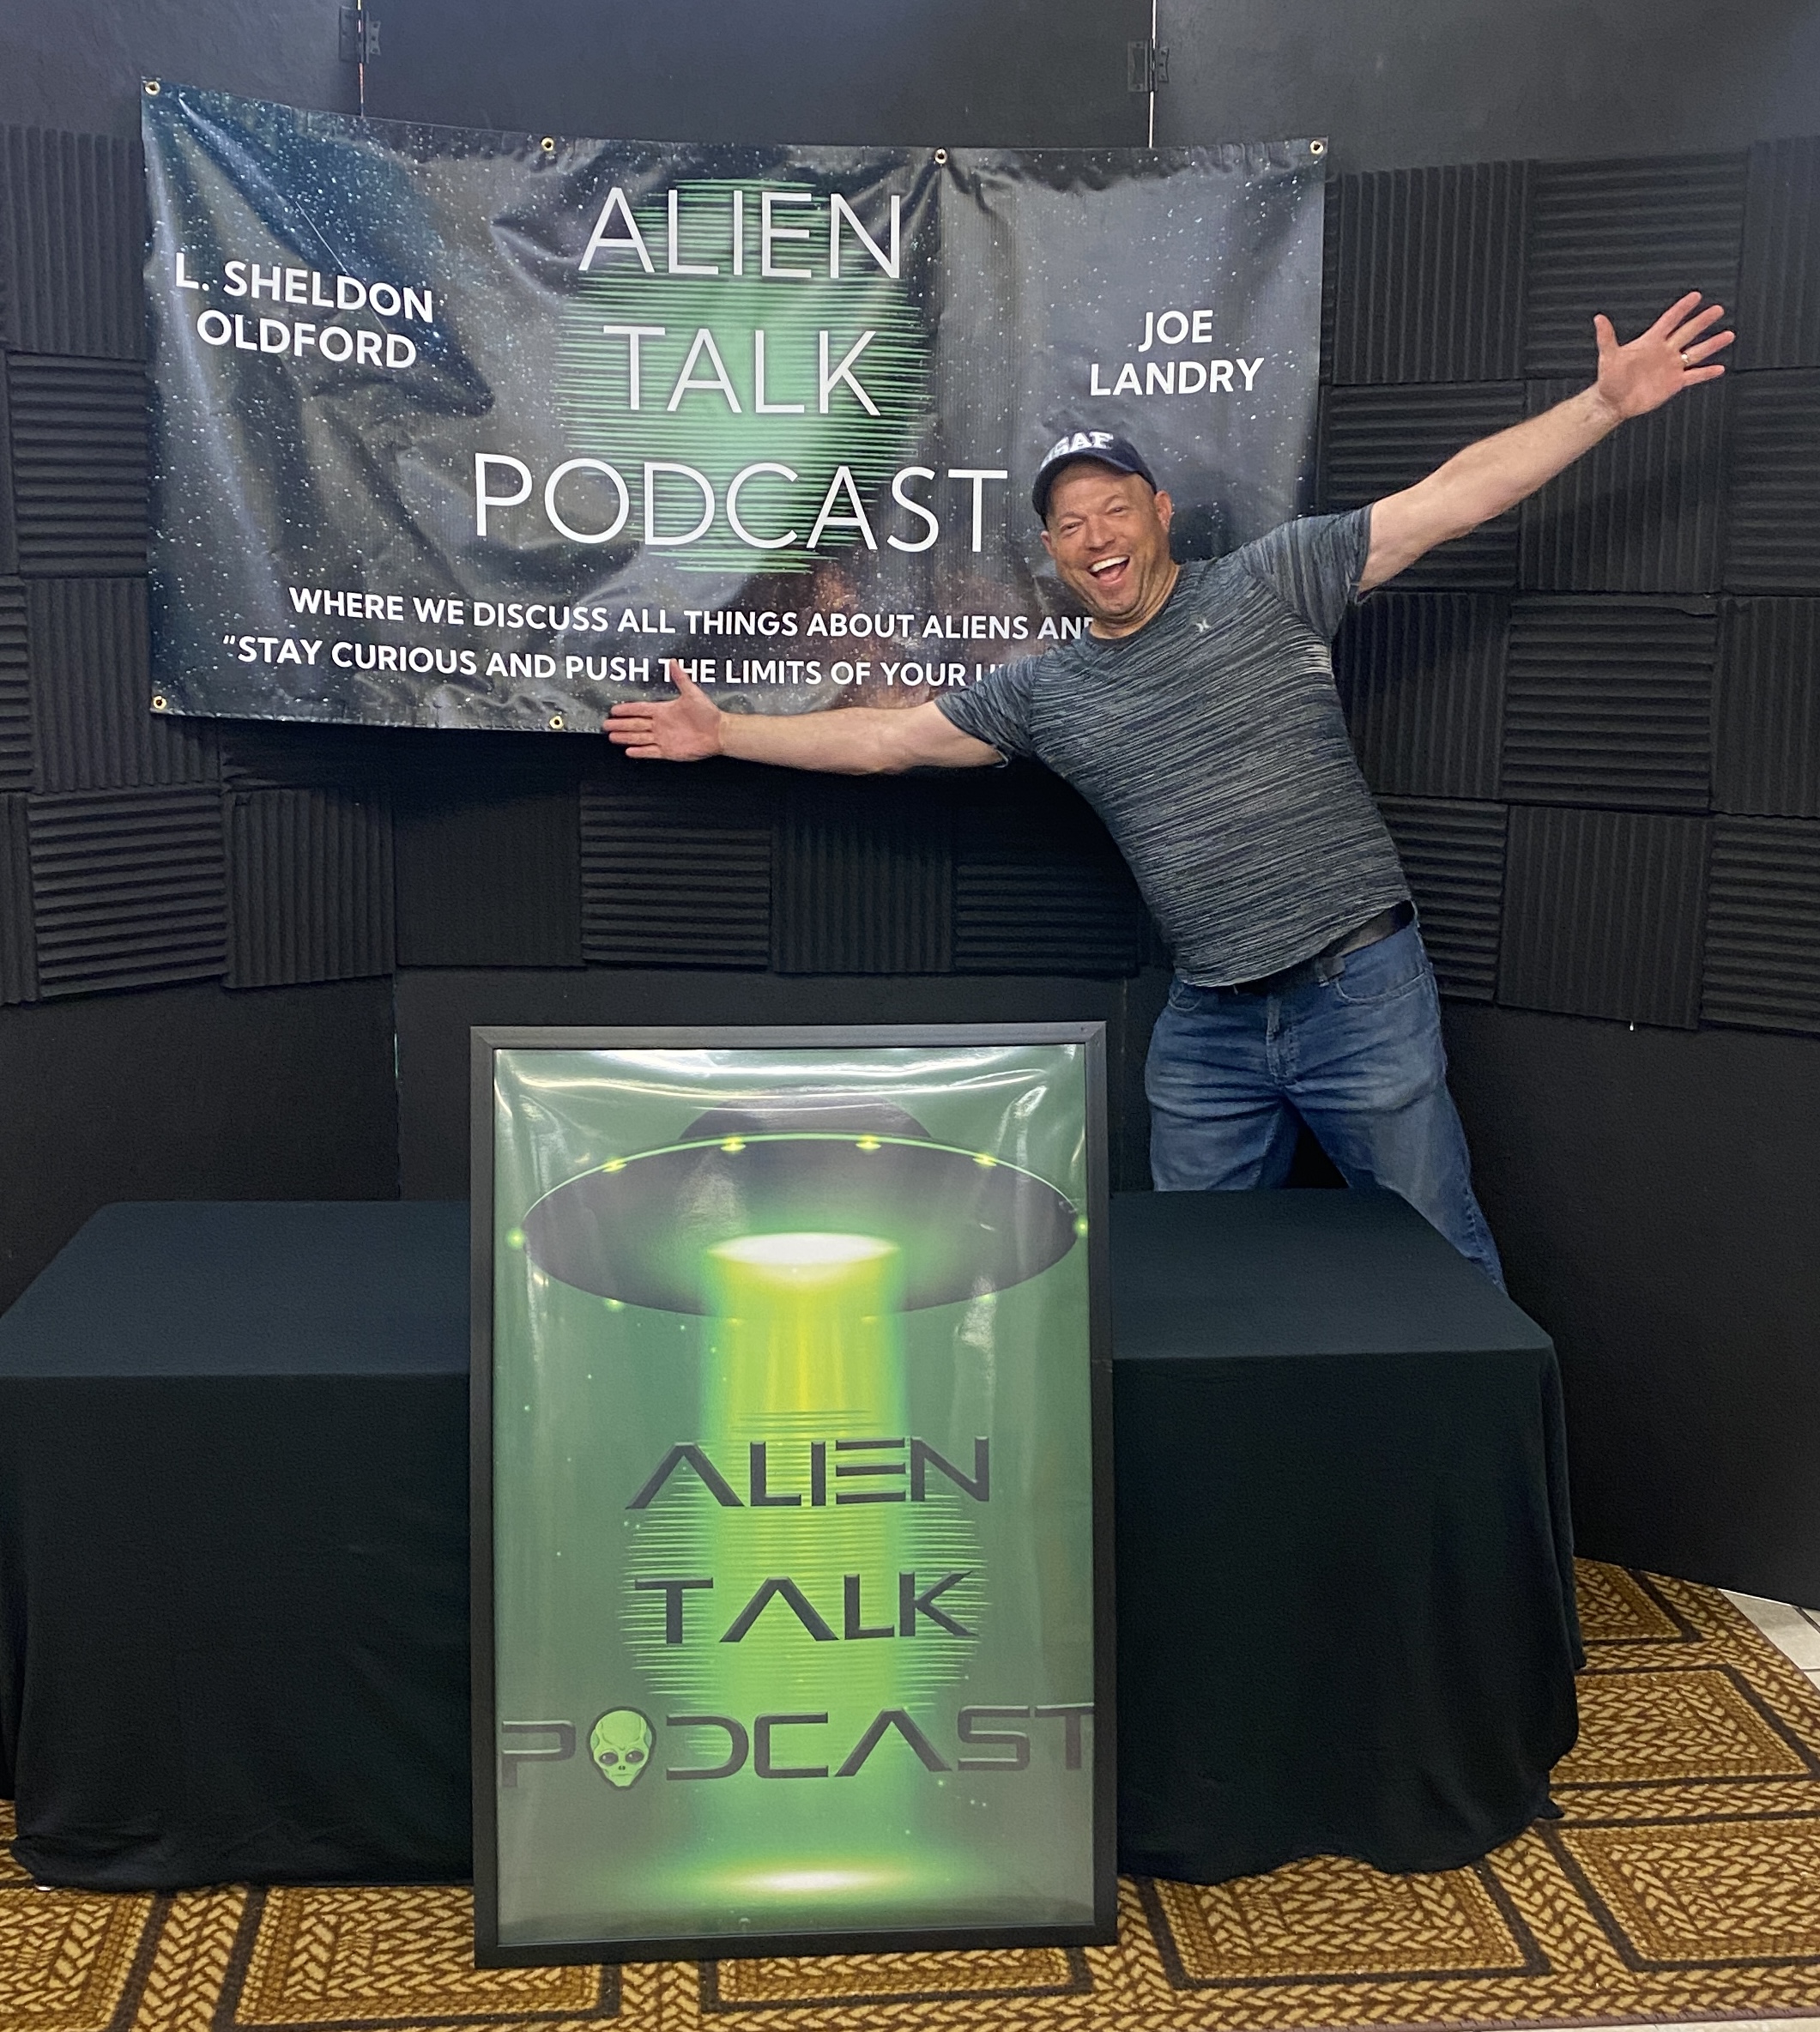 L. SHELDON
OLDFORD
ALIEN
TALK
PODCAST
JOE
LANDRY
WHERE WE DISCUSS ALL THINGS ABOUT ALIENS AND
“STAY CURIOUS AND PUSH THE LIMITS OF YOUR
ALIEN
TALK
PODCAST